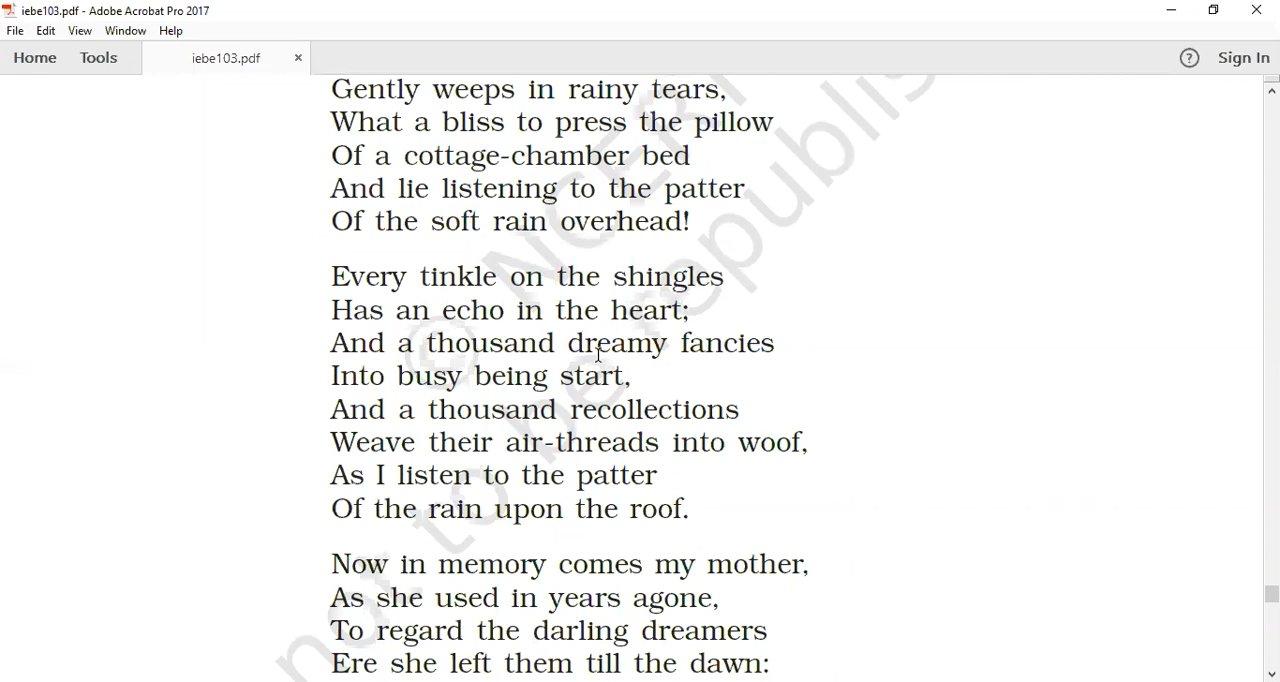 iebe103.pdf - Adobe Acrobat Pro 2017
File Edit View Window Help
Home Tools iebe103.pdf × ? Sign In
Gently weeps in rainy tears,
What a bliss to press the pillow
Of a cottage-chamber bed
And lie listening to the patter
Of the soft rain overhead!
Every tinkle on the shingles
Has an echo in the heart;
And a thousand dreamy fancies
Into busy being start,
And a thousand recollections
Weave their air-threads into woof,
As I listen to the patter
Of the rain upon the roof.
Now in memory comes my mother,
As she used in years agone,
To regard the darling dreamers
Ere she left them till the dawn:
© NCERT
not to be republis